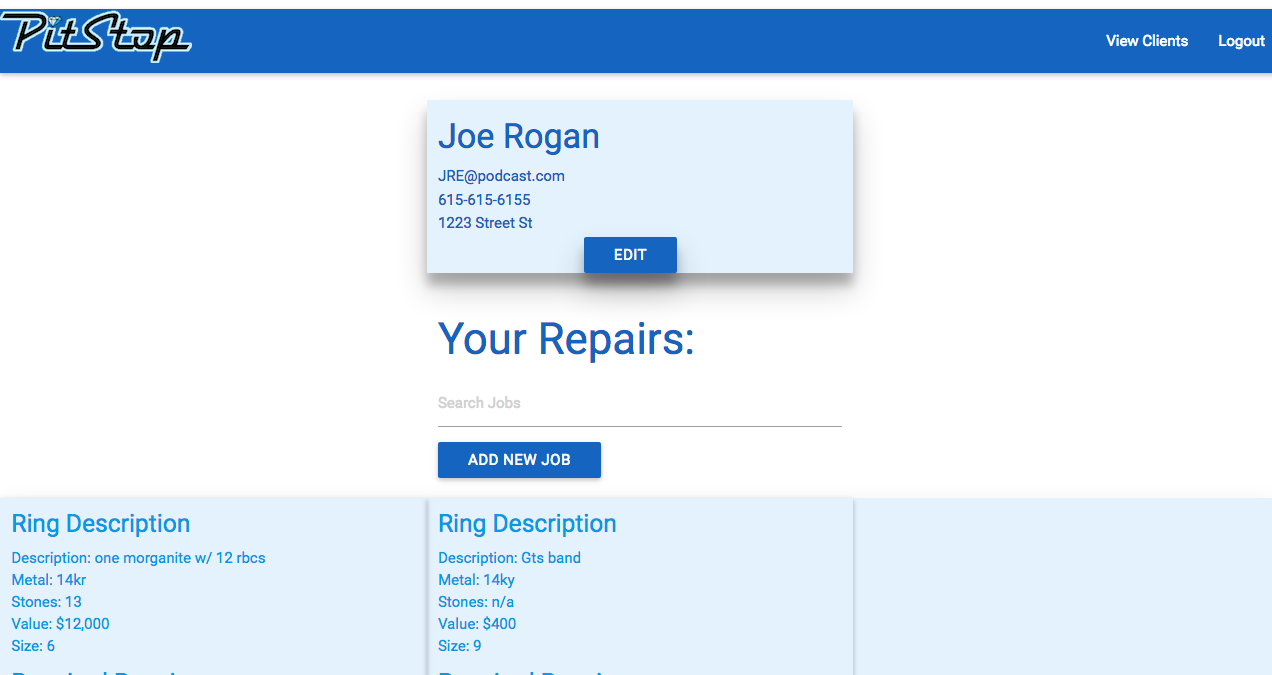 PitStop
View Clients
Logout
Joe Rogan
JRE@podcast.com
615-615-6155
1223 Street St
EDIT
Your Repairs:
Search Jobs
ADD NEW JOB
Ring Description
Description: one morganite w/ 12 rbcs
Metal: 14kr
Stones: 13
Value: $12,000
Size: 6
Ring Description
Description: Gts band
Metal: 14ky
Stones: n/a
Value: $400
Size: 9